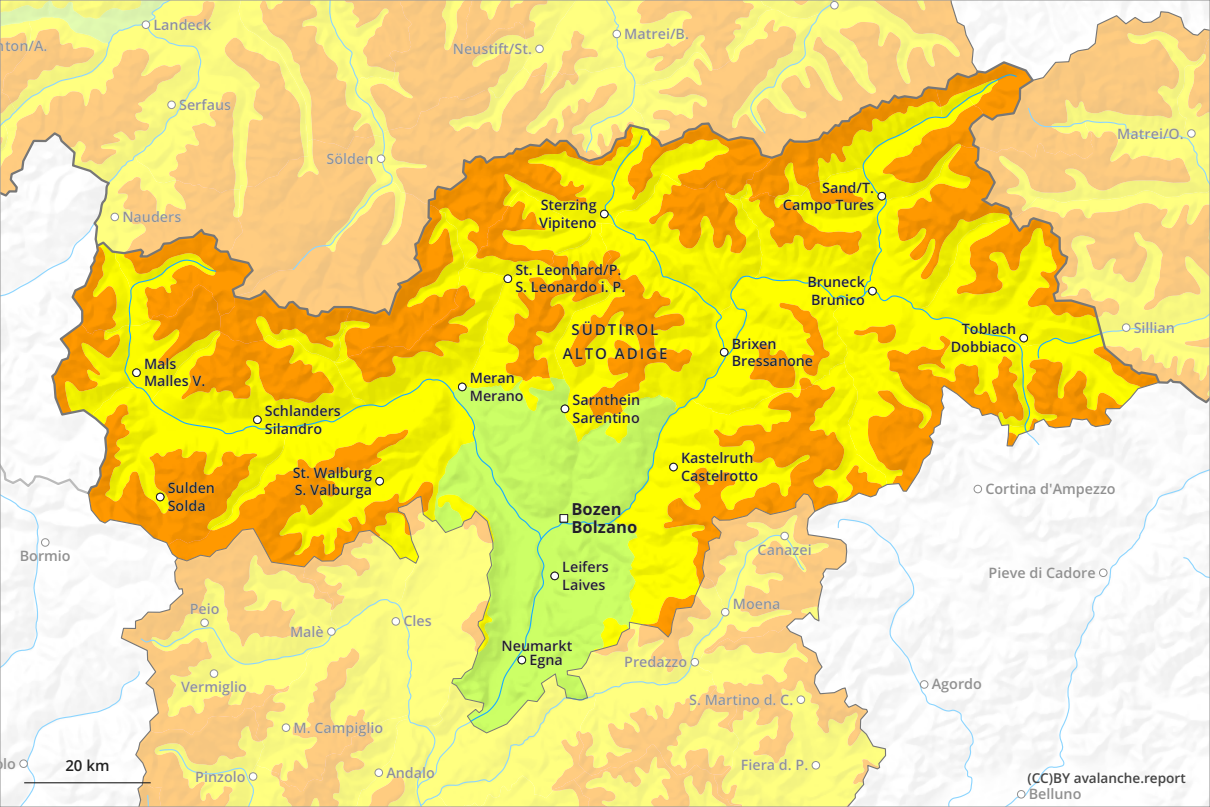 Landeck
Matrei/B.
nton/A.
Neustift/St.
Serfaus
Matrei/O.
Sölden
Sand/T.
Campo Tures
Sterzing
Vipiteno
Nauders
St. Leonhard/P.
S. Leonardo i. P.
Bruneck
Brunico
SÜDTIROL
ALTO ADIGE
Toblach
Dobbiaco
Sillian
Brixen
Bressanone
Mals
Malles V.
Meran
Merano
Sarnthein
Sarentino
Schlanders
Silandro
Kastelruth
Castelrotto
St. Walburg
S. Valburga
Sulden
Solda
Cortina d'Ampezzo
Bozen
Bolzano
Bormio
Canazei
Leifers
Laives
Pieve di Cadore
Peio
Moena
Cles
Malè
Neumarkt
Egna
Predazzo
Vermiglio
Agordo
S. Martino d. C.
M. Campiglio
olo
20 km
Pinzolo
Andalo
Fiera d. P.
(CC)BY avalanche.report
Belluno